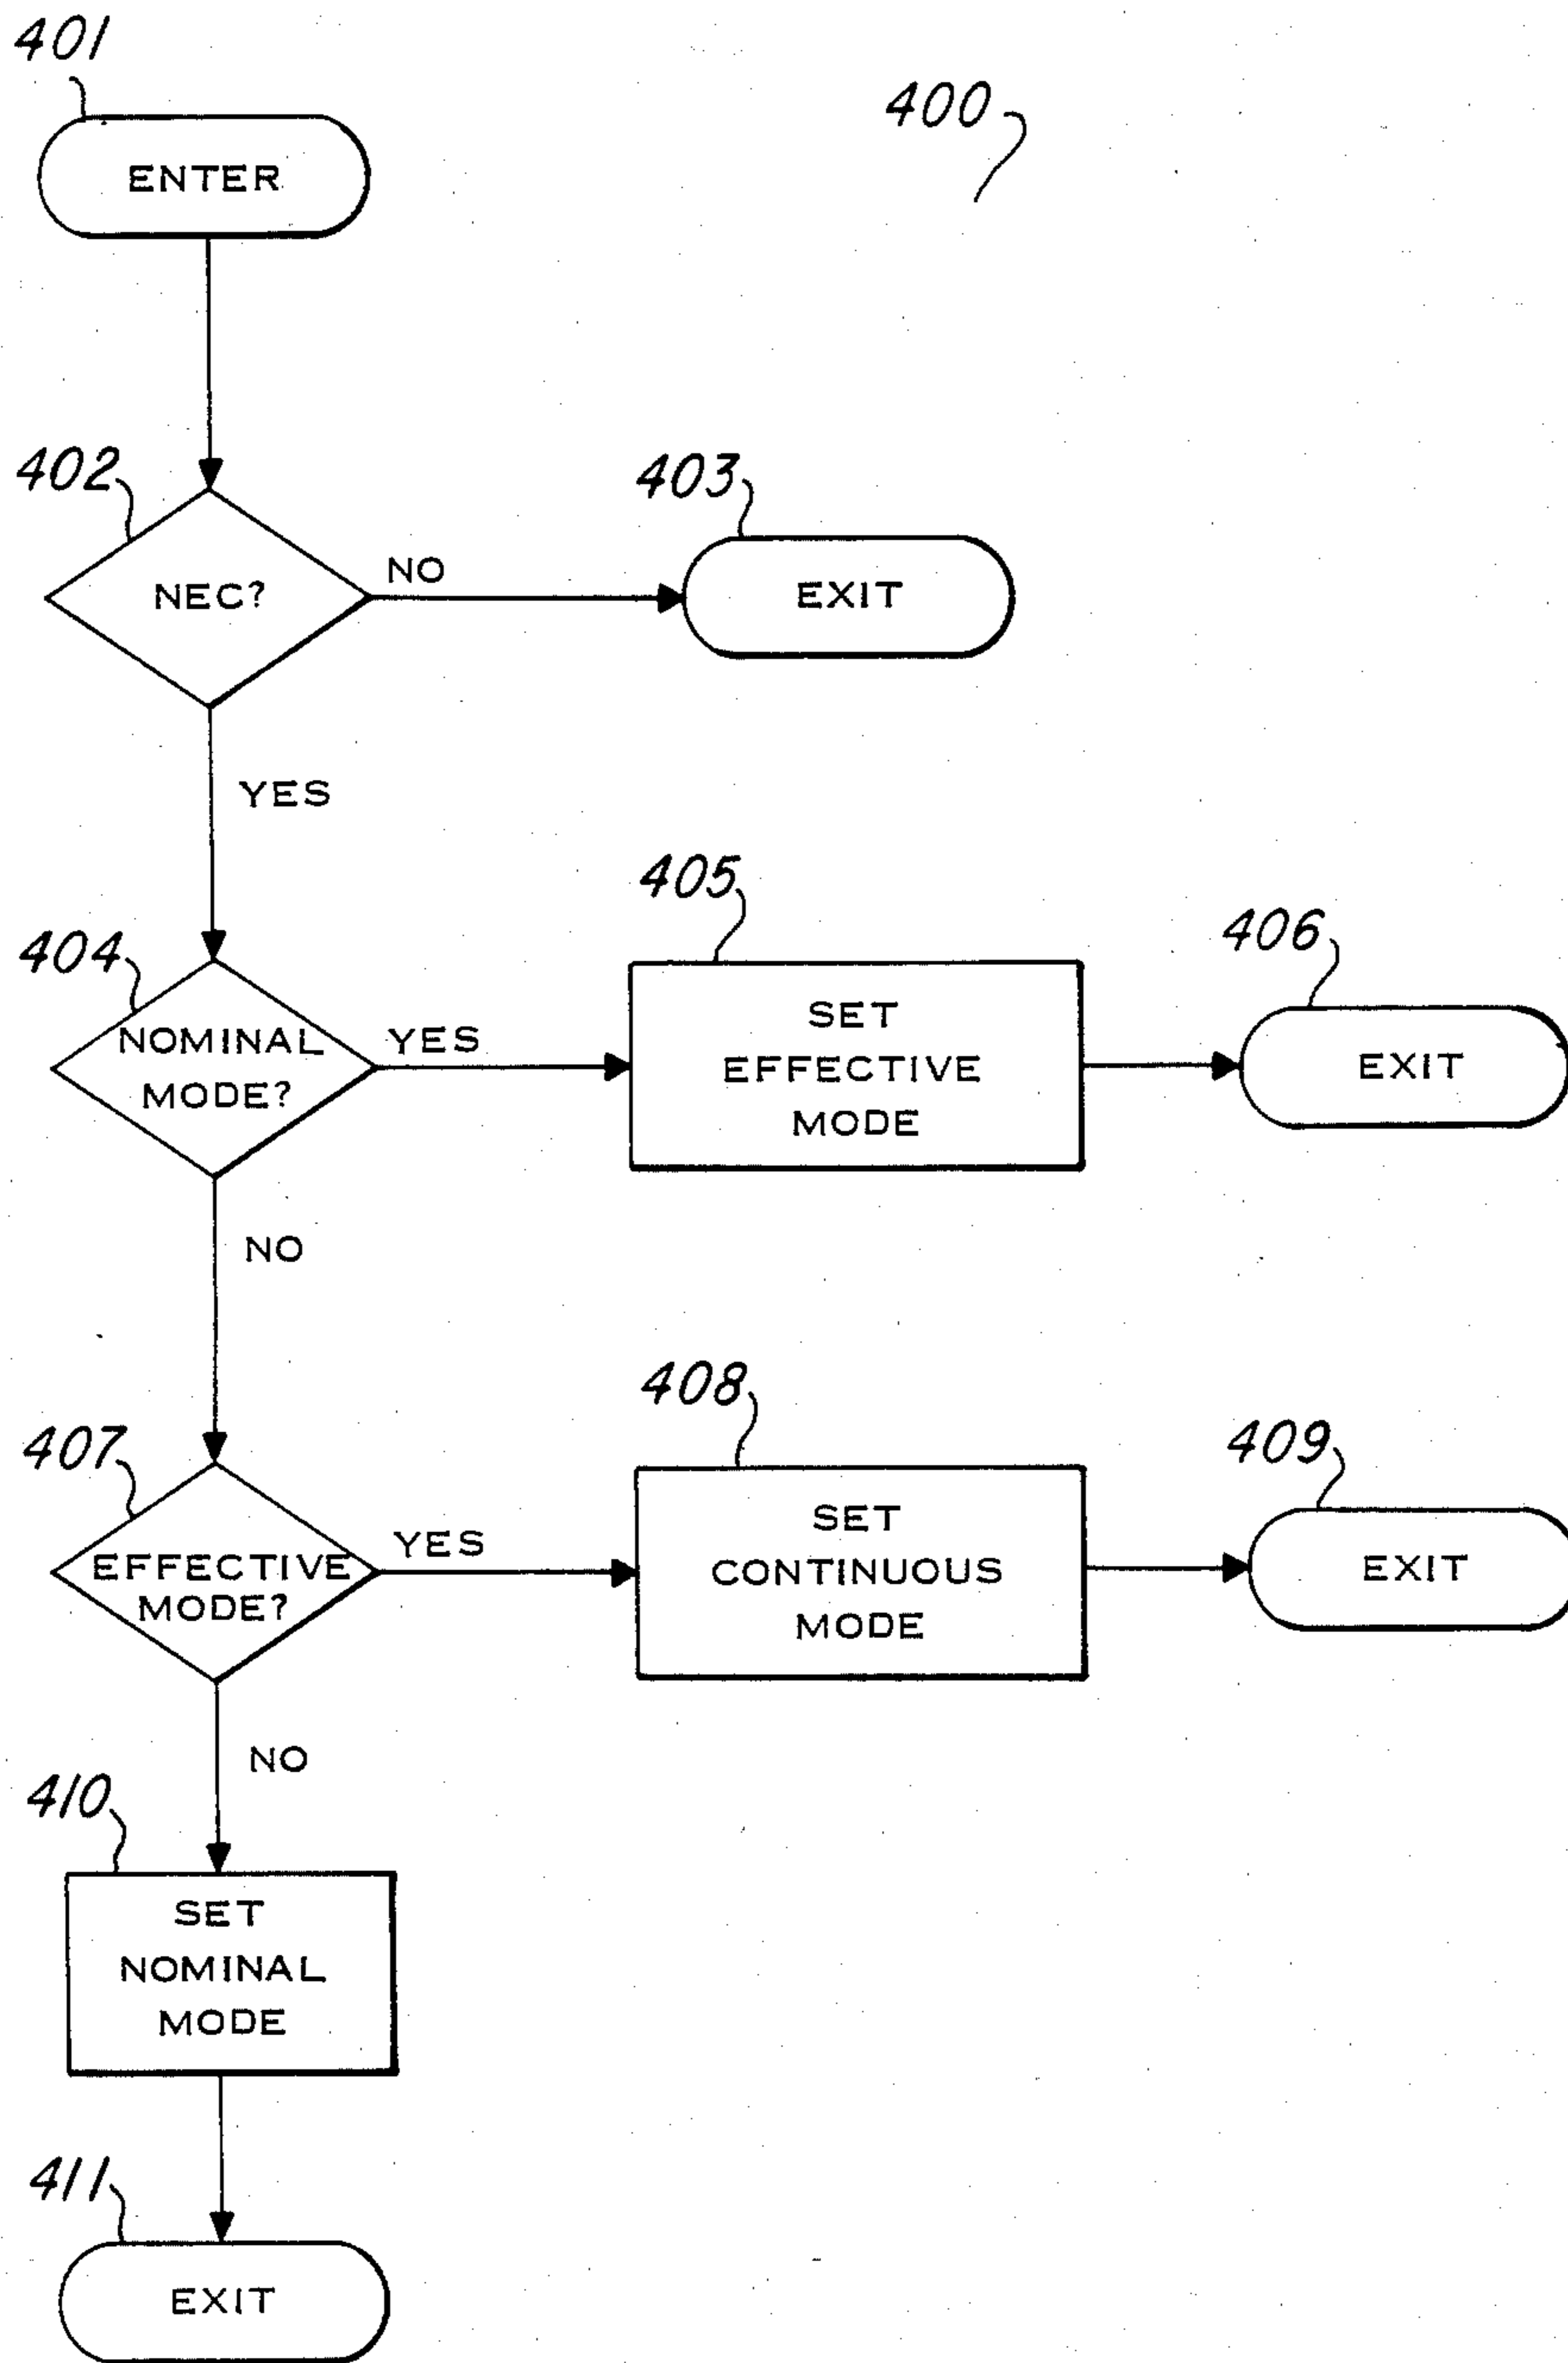 401
400
ENTER
402
403
NEC?
NO
EXIT
YES
405
404
406
NOMINAL
MODE?
YES
SET
EFFECTIVE
MODE
EXIT
NO
408
407
409
EFFECTIVE
MODE?
YES
SET
CONTINUOUS
MODE
EXIT
NO
410
SET
NOMINAL
MODE
411
EXIT